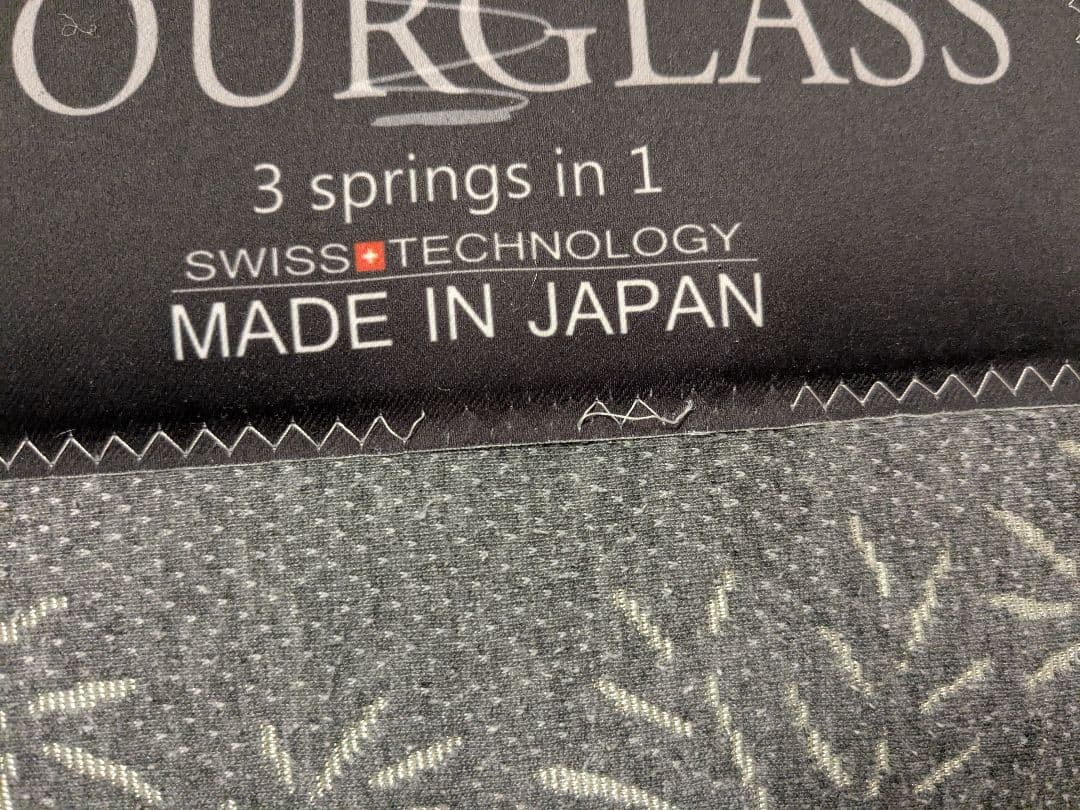 OURGLASS
3 springs in 1
SWISS TECHNOLOGY
MADE IN JAPAN